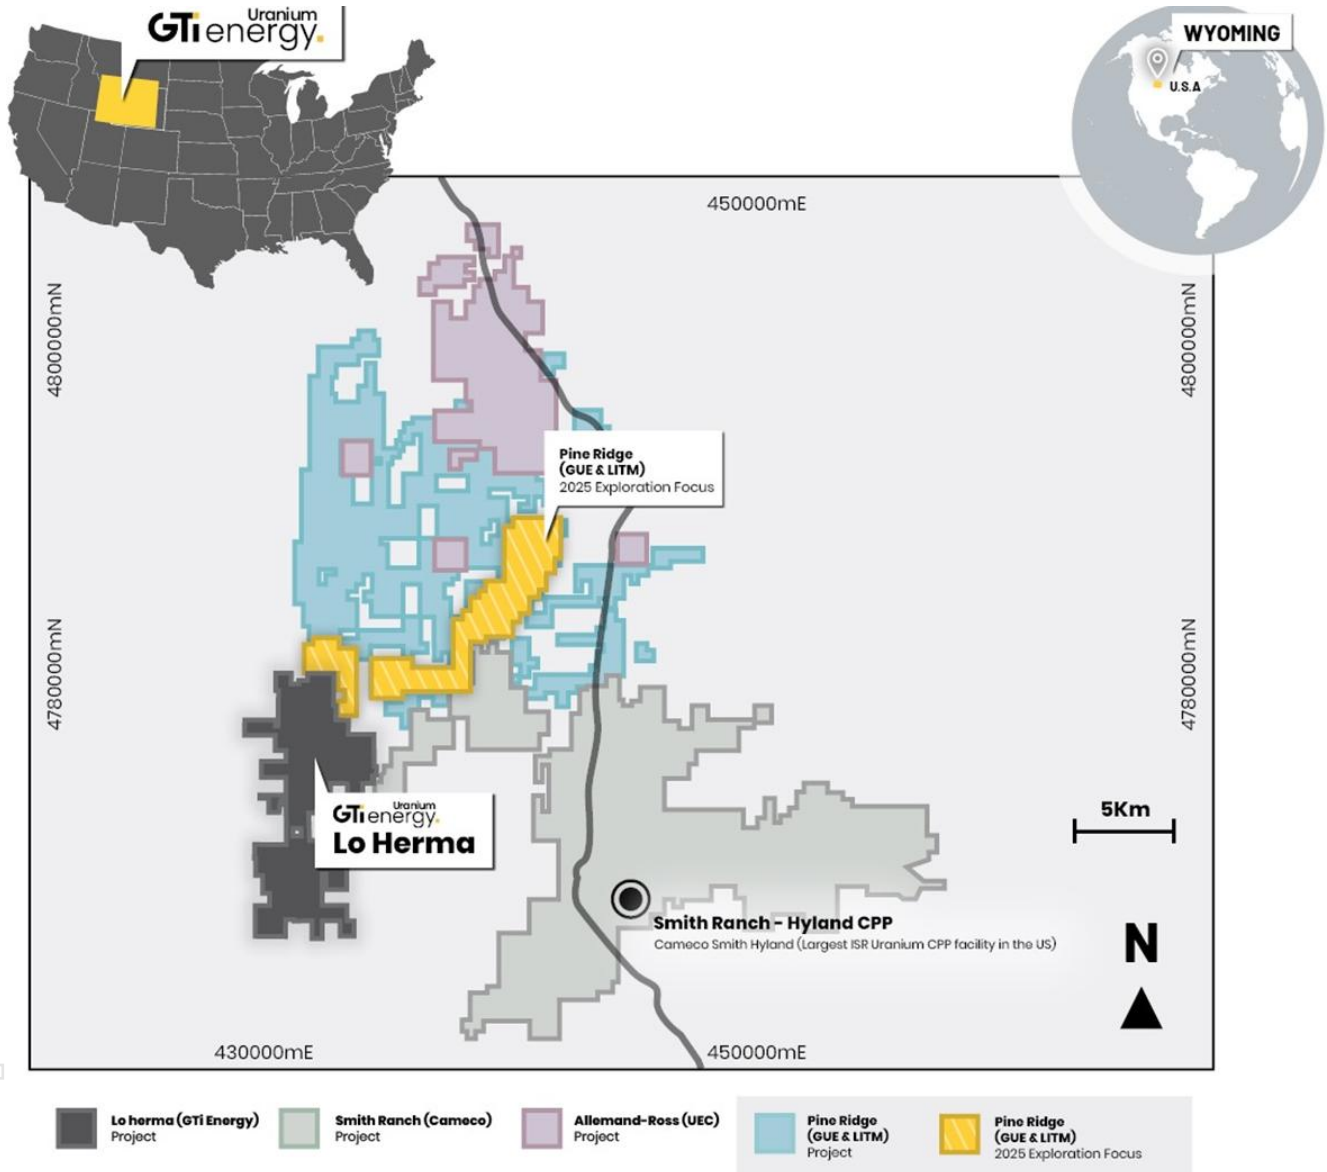 Uranium
GTi energy.
WYOMING
U.S.A
450000mE
4800000mN
4800000mN
Pine Ridge
(GUE & LITM)
2025 Exploration Focus
4780000mN
4780000mN
Uranium
GTi energy.
Lo Herma
5Km
Smith Ranch - Hyland CPP
Cameco Smith Hyland (Largest ISR Uranium CPP facility in the US)
N
430000mE
450000mE
Lo herma (GTi Energy)
Project
Smith Ranch (Cameco)
Project
Allemand-Ross (UEC)
Project
Pine Ridge
(GUE & LITM)
Project
Pine Ridge
(GUE & LITM)
2025 Exploration Focus